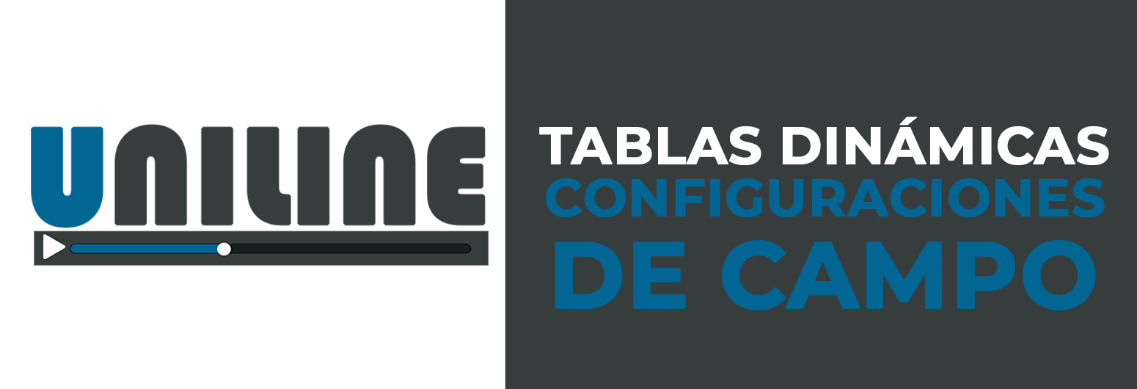 UNILINE
TABLAS DINÁMICAS
CONFIGURACIONES
DE CAMPO